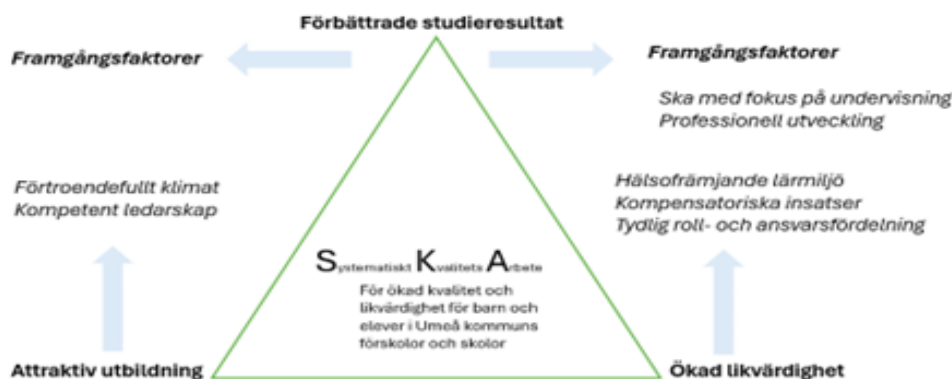 Förbättrade studieresultat
Framgångsfaktorer
Framgångsfaktorer
Ska med fokus på undervisning
Professionell utveckling
Förtroendefullt klimat
Kompetent ledarskap
Hälsofrämjande lärmiljö
Kompensatoriska insatser
Tydlig roll- och ansvarsfördelning
Systematiskt Kvalitets Arbete
För ökad kvalitet och
likvärdighet för barn och
elever i Umeå kommuns
förskolor och skolor
Attraktiv utbildning
Ökad likvärdighet